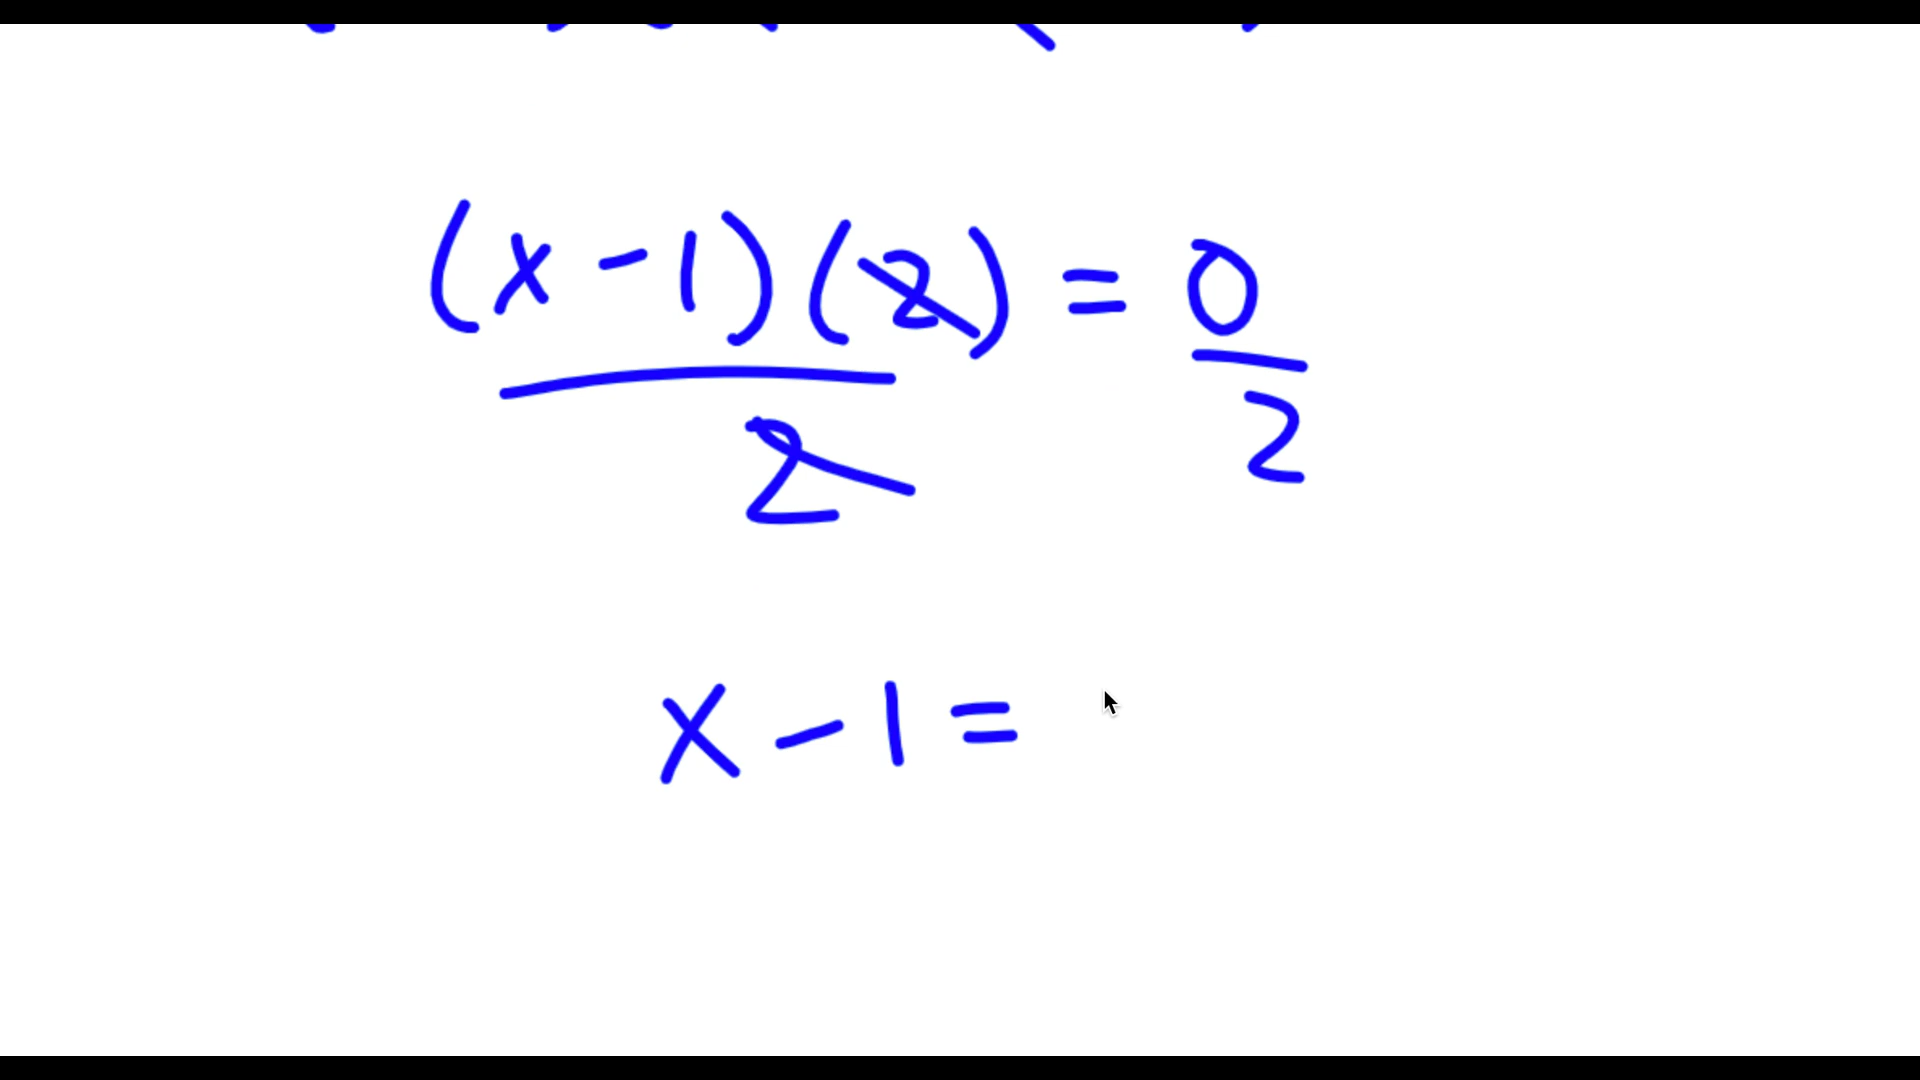 (x - 1)(2) = 0
2 2
x - 1 =